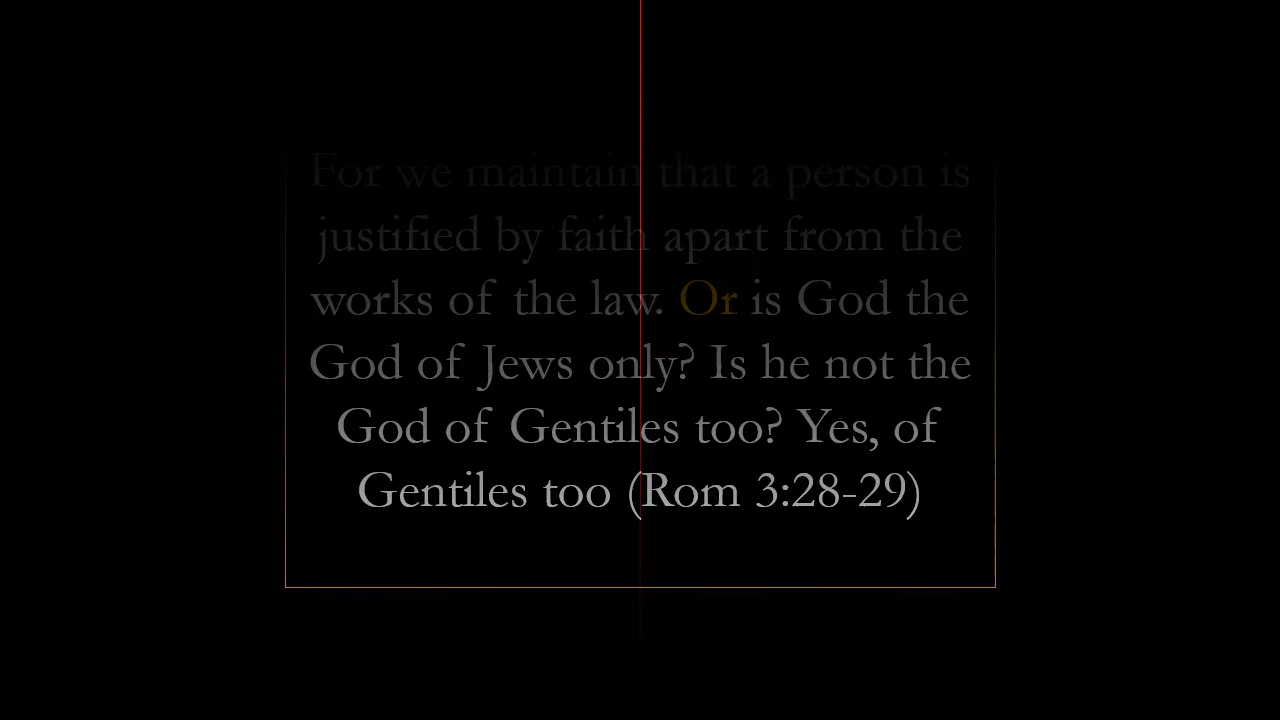 For we maintain that a person is
justified by faith apart from the
works of the law. Or is God the
God of Jews only? Is he not the
God of Gentiles too? Yes, of
Gentiles too (Rom 3:28-29)